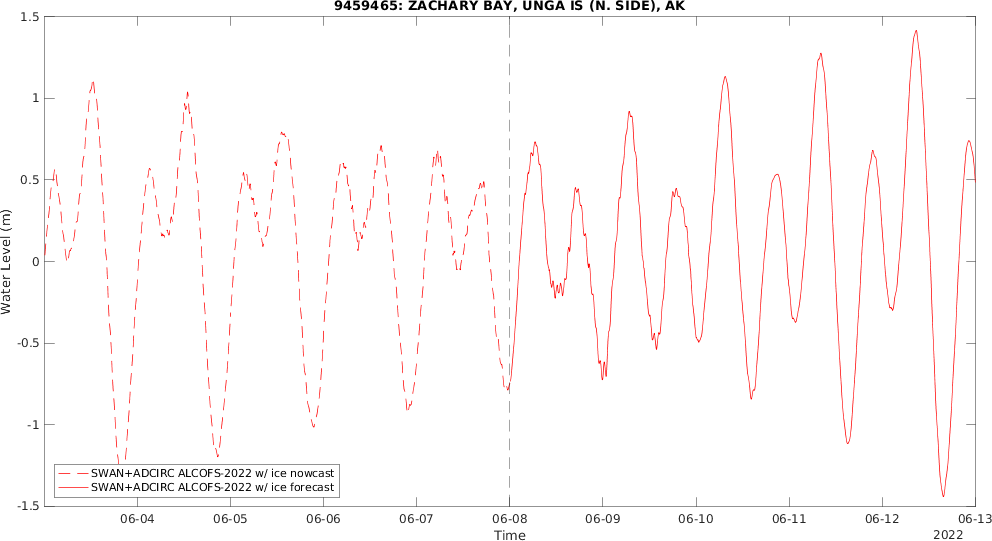 9459465: ZACHARY BAY, UNGA IS (N. SIDE), AK
1.5
1
0.5
0
-0.5
-1
-1.5
Water Level (m)
SWAN+ADCIRC ALCOFS-2022 w/ ice nowcast
SWAN+ADCIRC ALCOFS-2022 w/ ice forecast
06-04 06-05 06-06 06-07 06-08 06-09 06-10 06-11 06-12 06-13
Time
2022